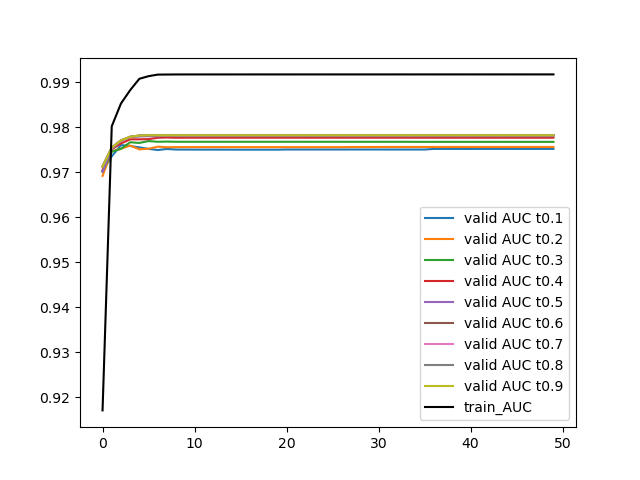 0.99
0.98
0.97
0.96
0.95
0.94
0.93
0.92
valid AUC t0.1
valid AUC t0.2
valid AUC t0.3
valid AUC t0.4
valid AUC t0.5
valid AUC t0.6
valid AUC t0.7
valid AUC t0.8
valid AUC t0.9
train_AUC
0 10 20 30 40 50